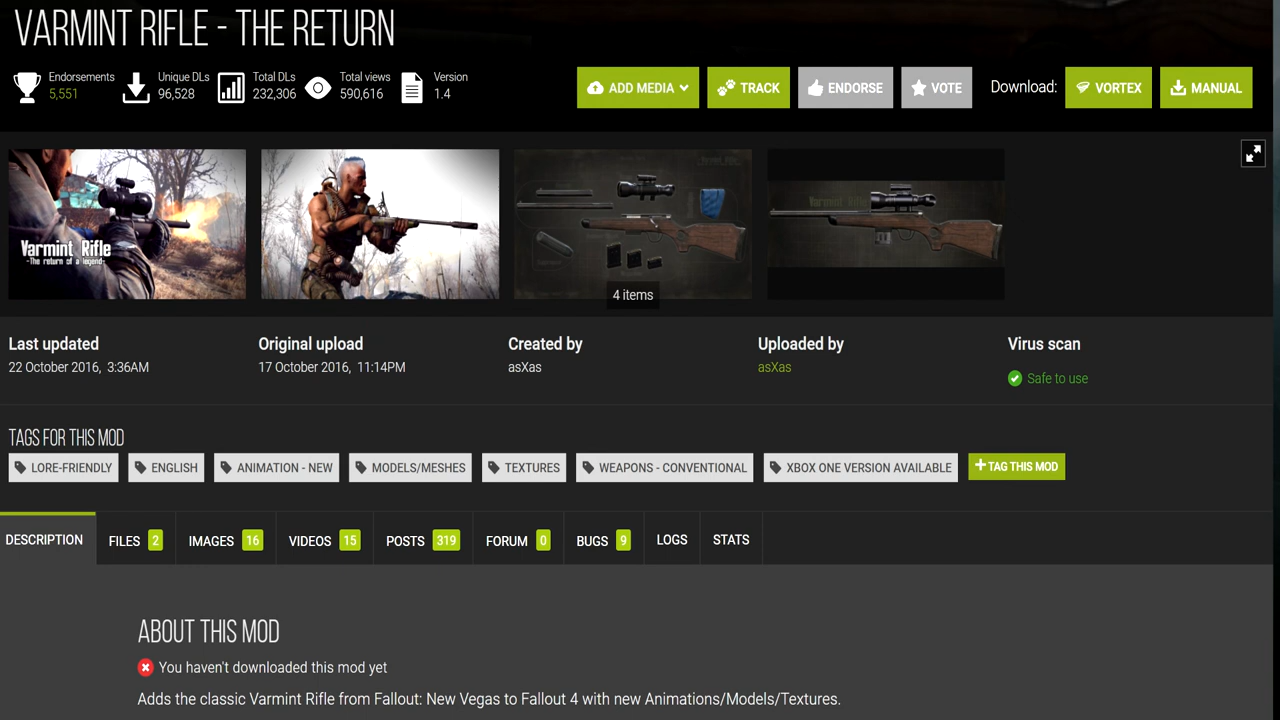 VARMINT RIFLE - THE RETURN
Endorsements
5,551
Unique DLs
96,528
Total DLs
232,306
Total views
590,616
Version
1.4
ADD MEDIA
TRACK
ENDORSE
VOTE
Download:
VORTEX
MANUAL
Varmint Rifle
-The return of a legend-
4 items
Last updated
22 October 2016, 3:36AM
Original upload
17 October 2016, 11:14PM
Created by
asXas
Uploaded by
asXas
Virus scan
Safe to use
TAGS FOR THIS MOD
LORE-FRIENDLY
ENGLISH
ANIMATION - NEW
MODELS/MESHES
TEXTURES
WEAPONS - CONVENTIONAL
XBOX ONE VERSION AVAILABLE
+TAG THIS MOD
DESCRIPTION
FILES 2
IMAGES 16
VIDEOS 15
POSTS 319
FORUM 0
BUGS 9
LOGS
STATS
ABOUT THIS MOD
You haven't downloaded this mod yet
Adds the classic Varmint Rifle from Fallout: New Vegas to Fallout 4 with new Animations/Models/Textures.